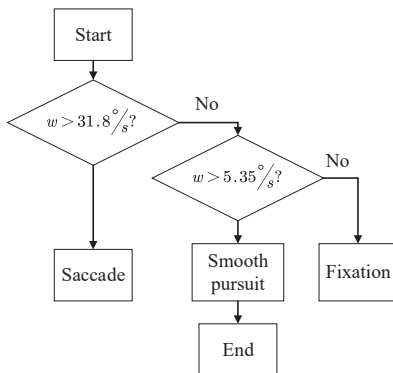 Start
w > 31.8°/s?
No
w > 5.35°/s?
No
Saccade
Smooth
pursuit
Fixation
End